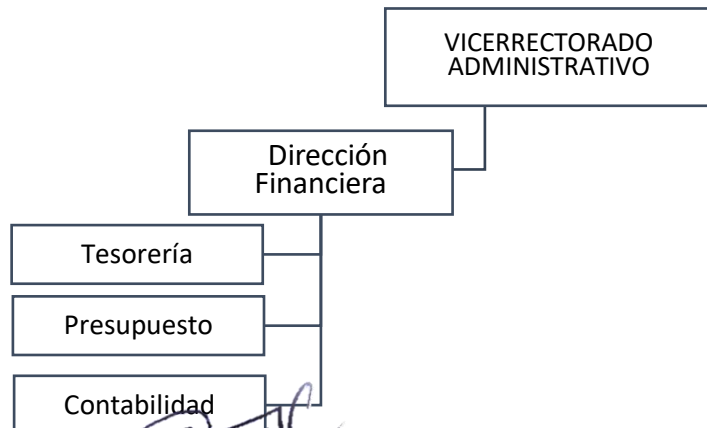 VICERRECTORADO
ADMINISTRATIVO
Dirección
Financiera
Tesorería
Presupuesto
Contabilidad